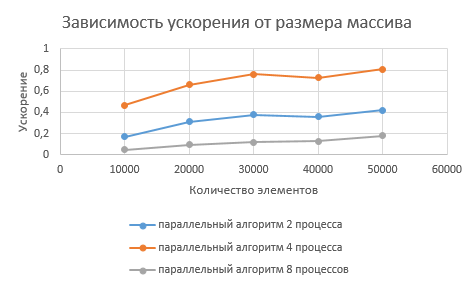 Зависимость ускорения от размера массива
1
0,8
0,6
0,4
0,2
0
Ускорение
0 10000 20000 30000 40000 50000 60000
Количество элементов
параллельный алгоритм 2 процесса
параллельный алгоритм 4 процесса
параллельный алгоритм 8 процессов